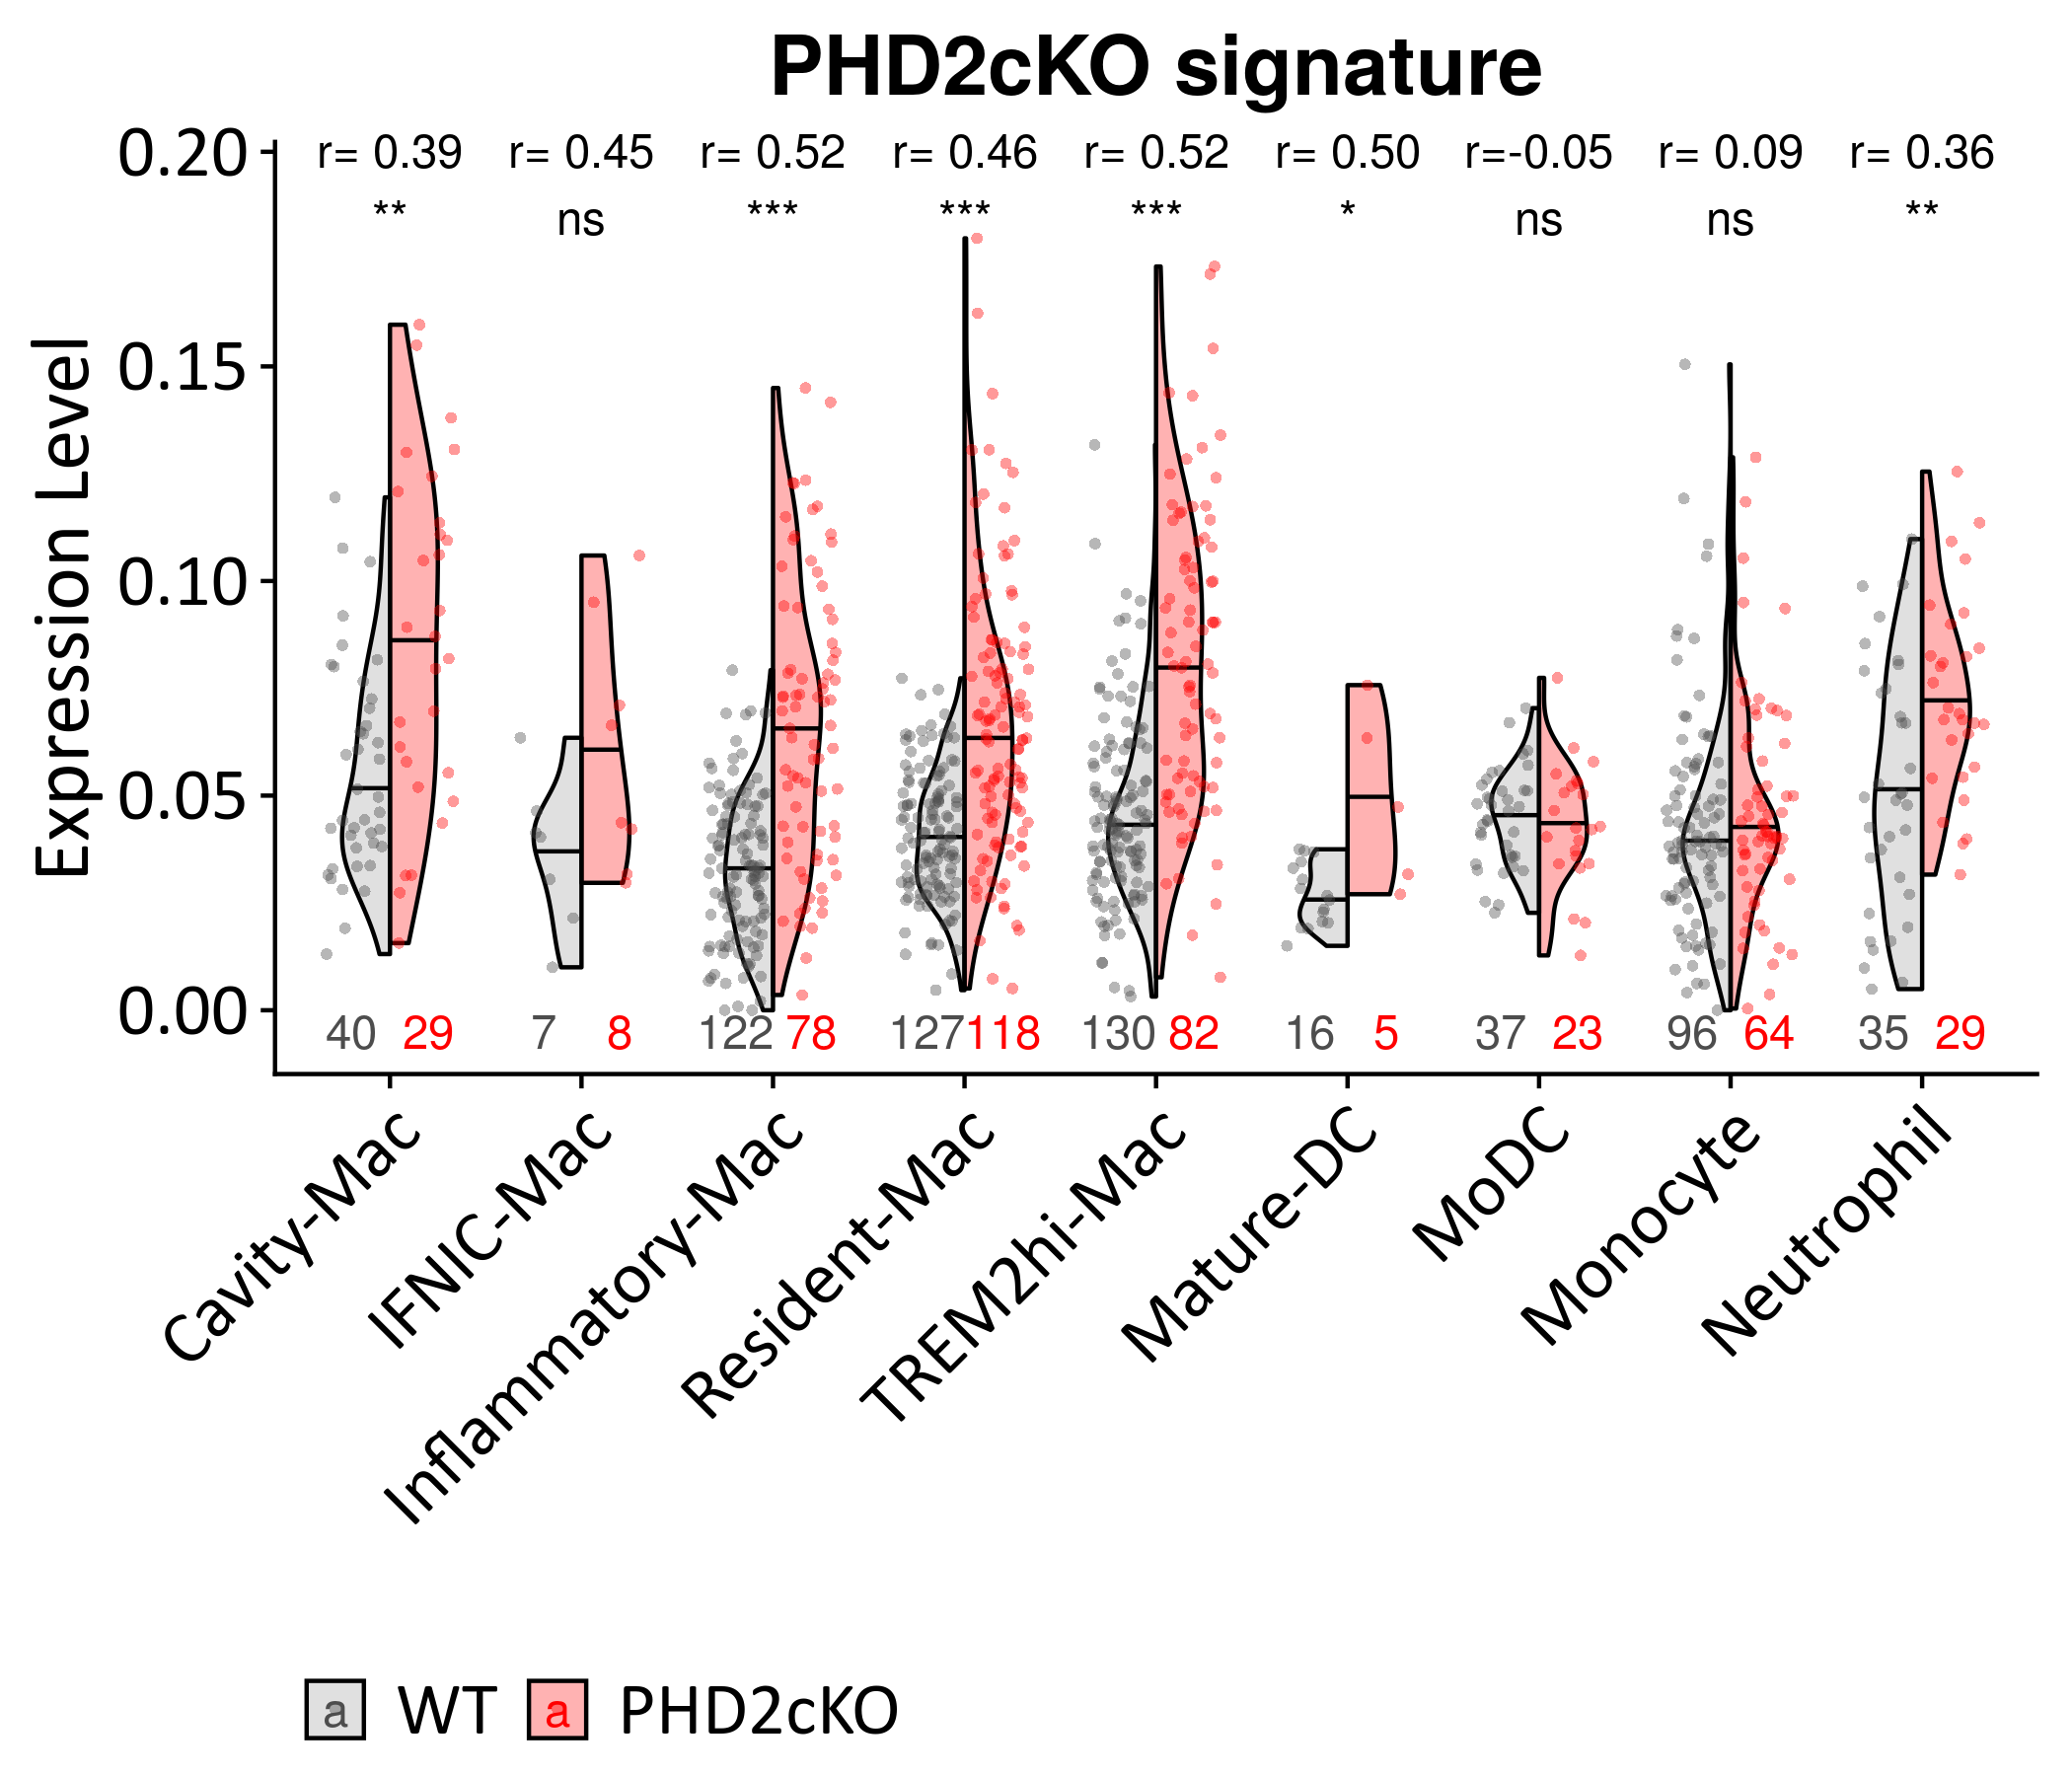 PHD2cKO signature
r= 0.39 r= 0.45 r= 0.52 r= 0.46 r= 0.52 r= 0.50 r=-0.05 r= 0.09 r= 0.36
** ns *** *** *** * ns ns **
Expression Level
0.20
0.15
0.10
0.05
0.00
40 29 7 8 122 78 127 118 130 82 16 5 37 23 96 64 35 29
Cavity-Mac
IFNIC-Mac
Inflammatory-Mac
Resident-Mac
TREM2hi-Mac
Mature-DC
MoDC
Monocyte
Neutrophil
a WT a PHD2cKO